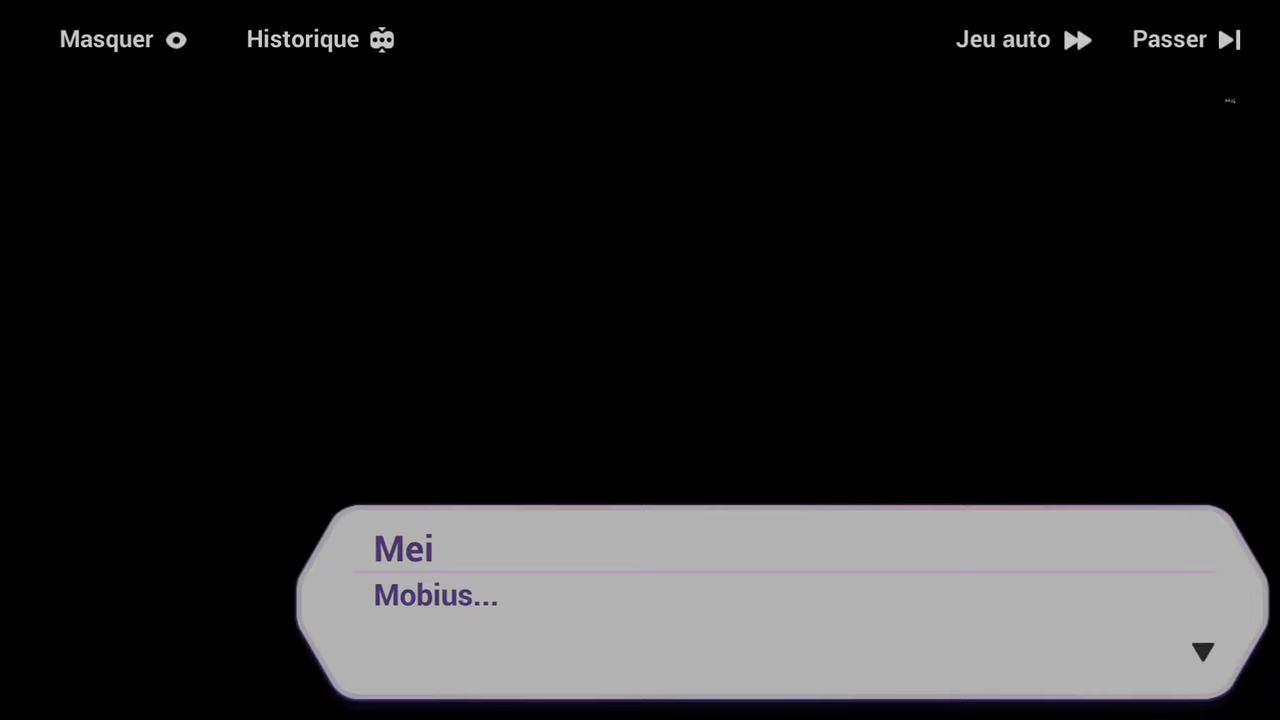 Masquer
Historique
Jeu auto
Passer
Mei
Mobius...